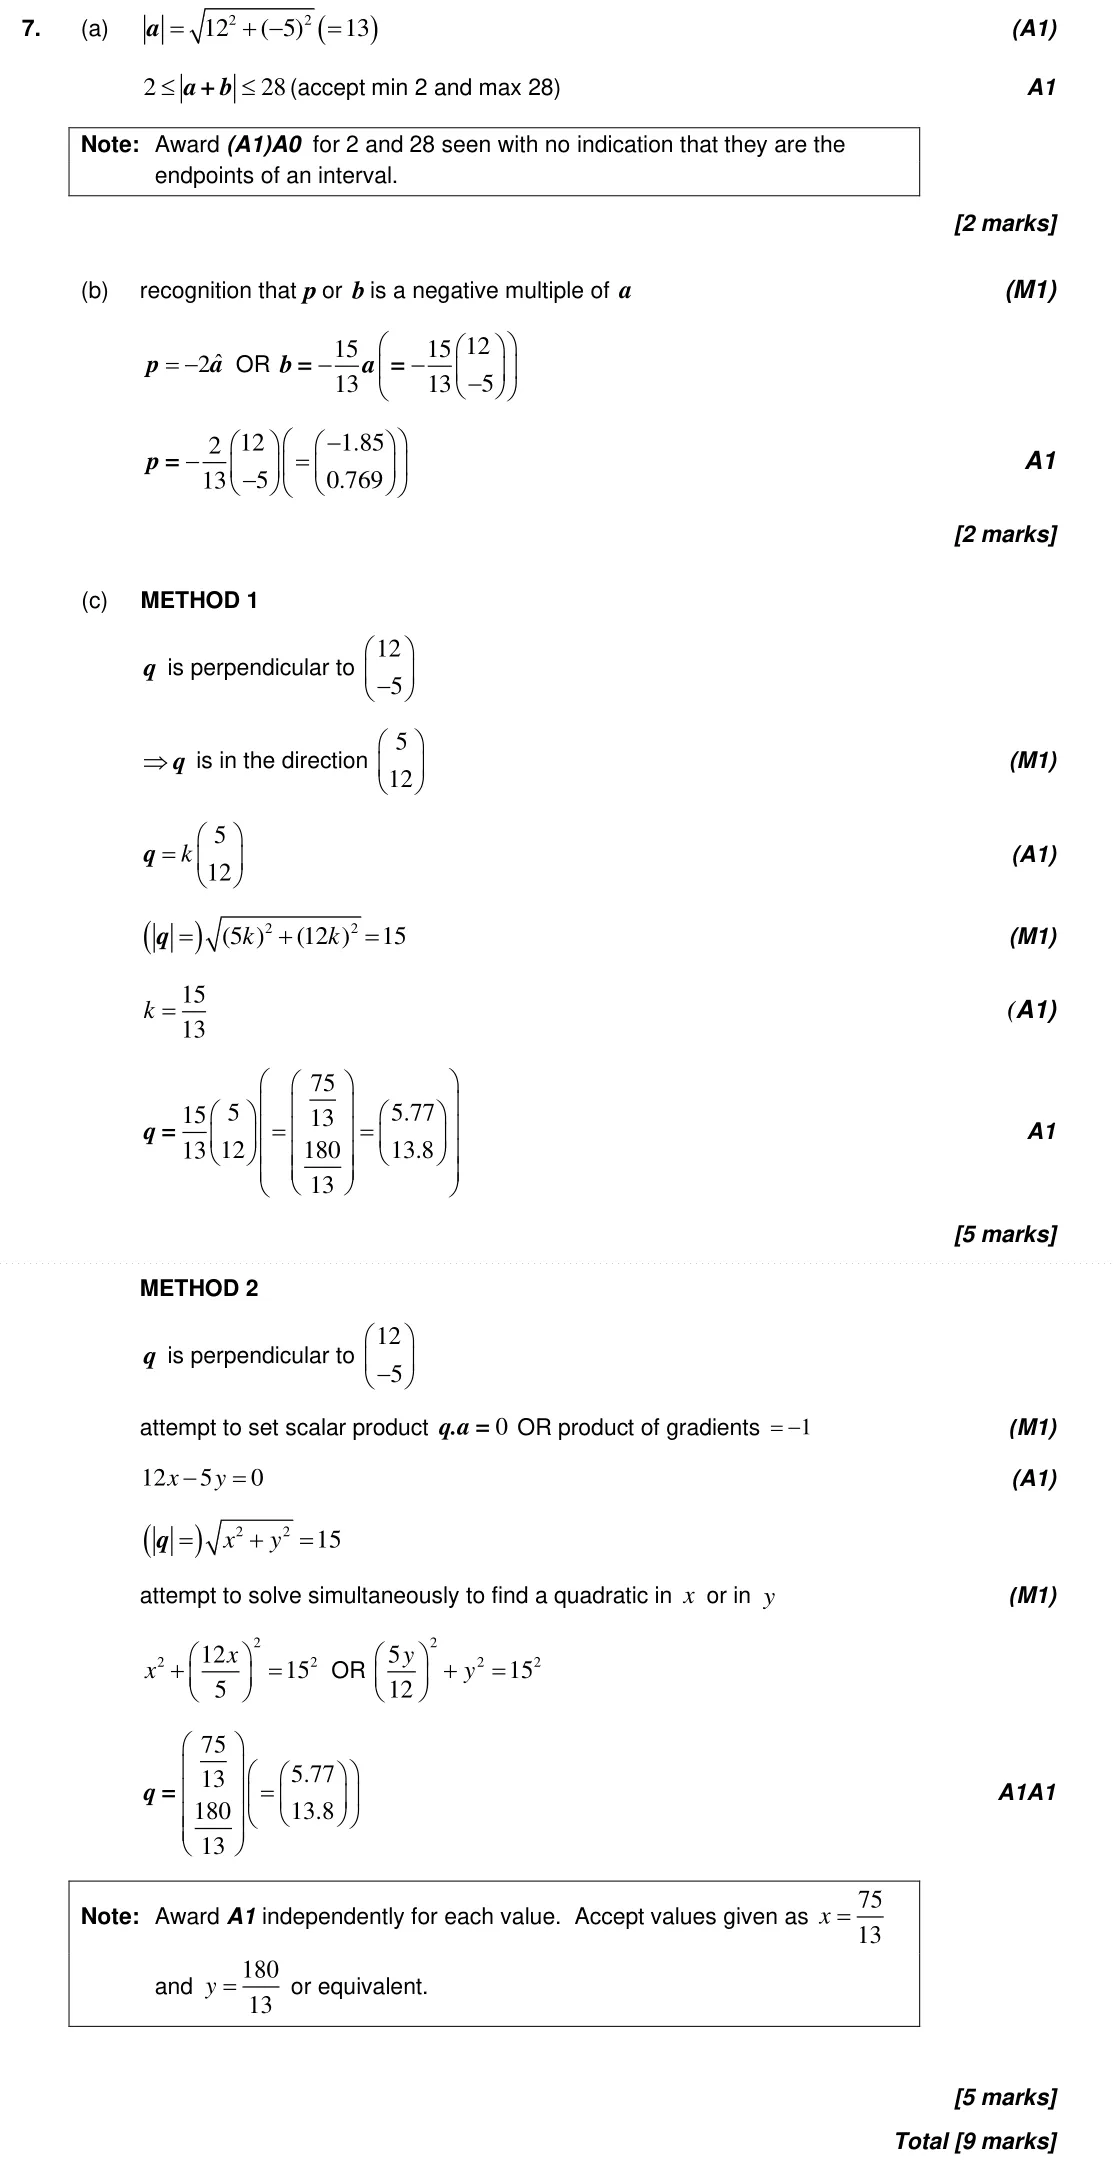 7. (a) |a| = √(12² + (−5)²) (= 13) (A1)
2 ≤ |a + b| ≤ 28 (accept min 2 and max 28) A1
Note: Award (A1)A0 for 2 and 28 seen with no indication that they are the
endpoints of an interval.
[2 marks]
(b) recognition that p or b is a negative multiple of a (M1)
p = −2â OR b = −15/13 a (= −15/13 (12 −5))
p = −2/13 (12 −5) (= (−1.85 0.769)) A1
[2 marks]
(c) METHOD 1
q is perpendicular to (12 −5)
⇒ q is in the direction (5 12) (M1)
q = k (5 12) (A1)
(|q| =) √((5k)² + (12k)²) = 15 (M1)
k = 15/13 (A1)
q = 15/13 (5 12) (= (75/13 180/13) = (5.77 13.8)) A1
[5 marks]
METHOD 2
q is perpendicular to (12 −5)
attempt to set scalar product q.a = 0 OR product of gradients = −1 (M1)
12x − 5y = 0 (A1)
(|q| =) √(x² + y²) = 15
attempt to solve simultaneously to find a quadratic in x or in y (M1)
x² + (12x/5)² = 15² OR (5y/12)² + y² = 15²
q = (75/13 180/13) (= (5.77 13.8)) A1A1
Note: Award A1 independently for each value. Accept values given as x = 75/13
and y = 180/13 or equivalent.
[5 marks]
Total [9 marks]